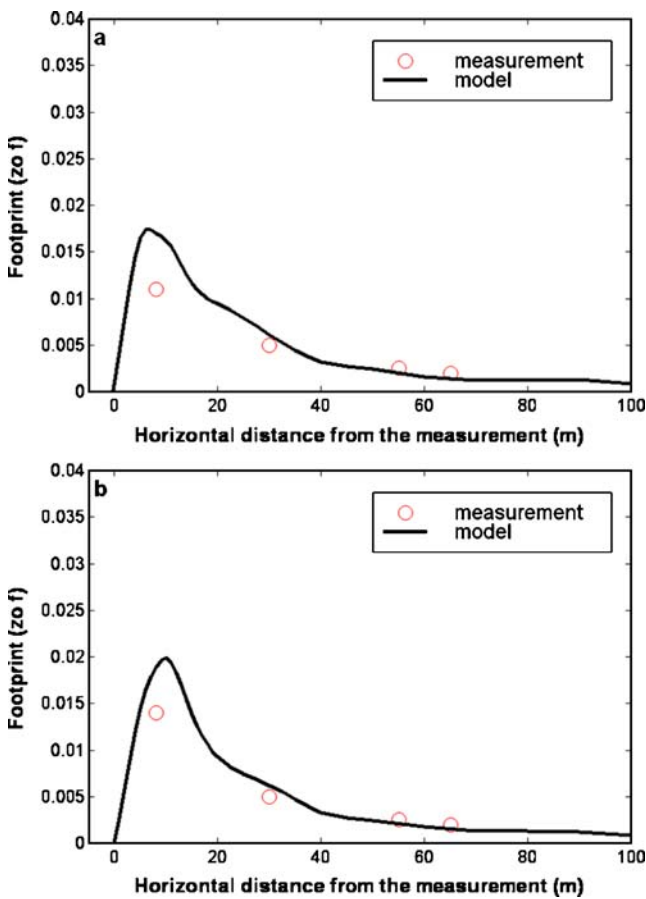 a
0.04
0.035
0.03
0.025
0.02
0.015
0.01
0.005
0
Footprint (zo f)
measurement
model
0 20 40 60 80 100
Horizontal distance from the measurement (m)
b
0.04
0.035
0.03
0.025
0.02
0.015
0.01
0.005
0
Footprint (zo f)
measurement
model
0 20 40 60 80 100
Horizontal distance from the measurement (m)